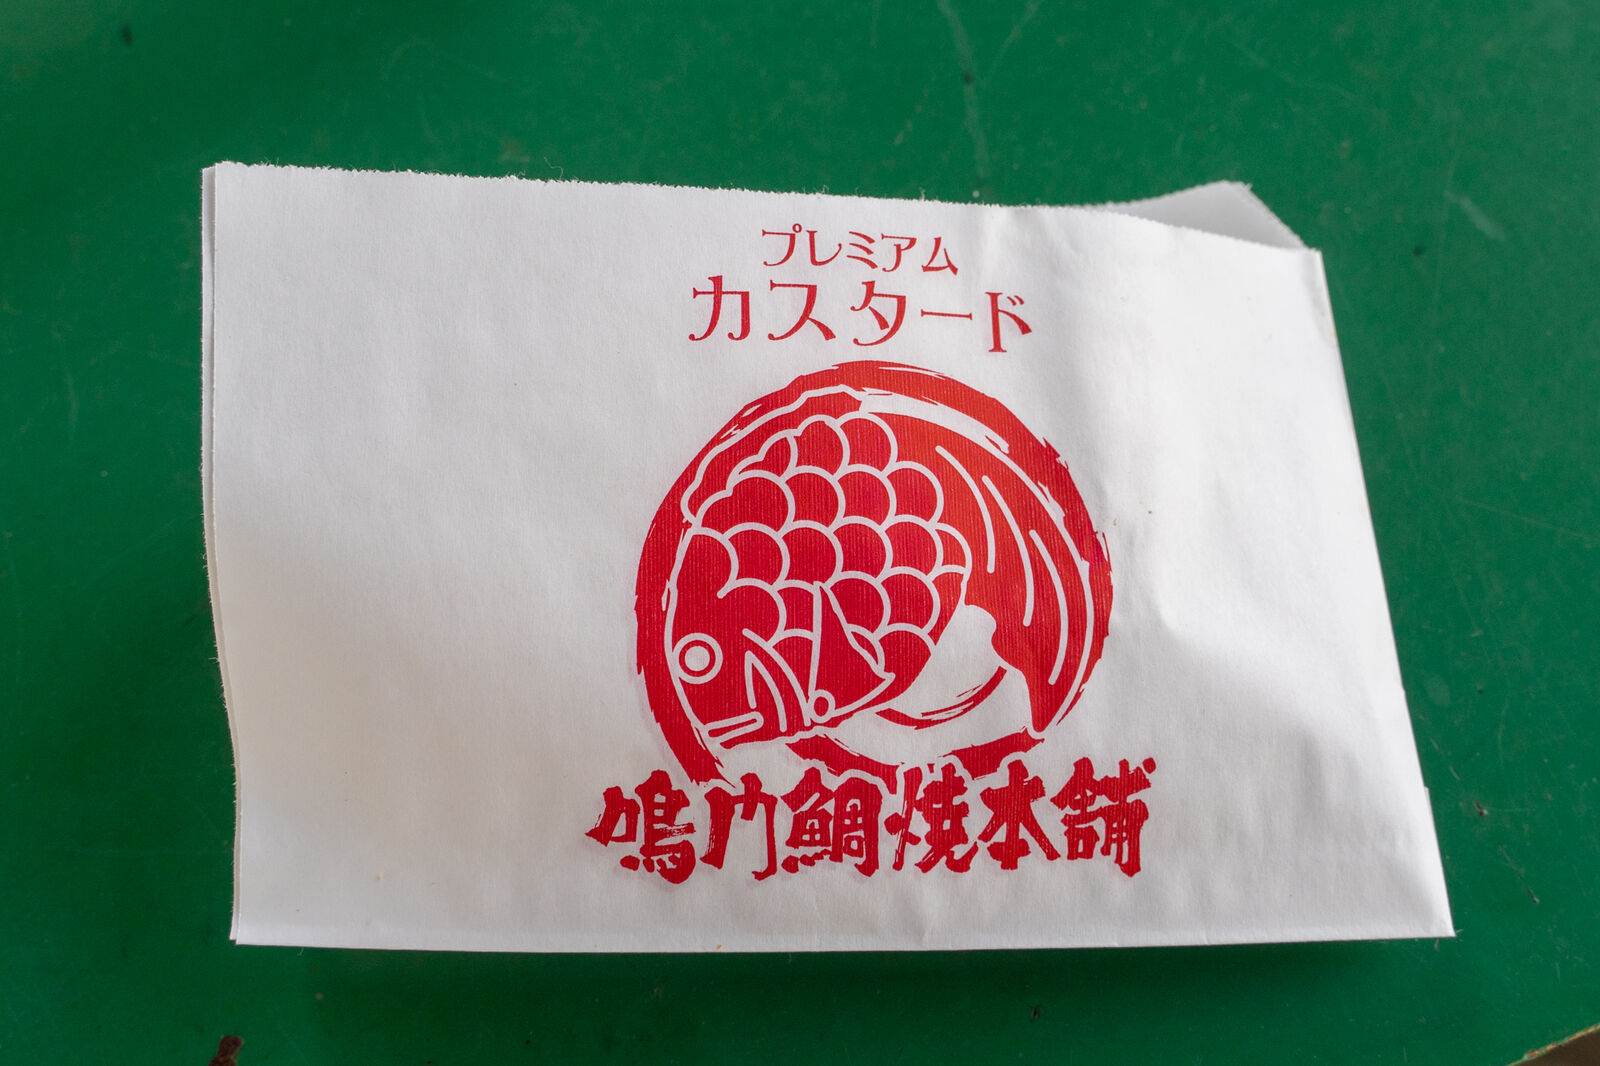 プレミアム
カスタード
鳴門鯛焼本舗